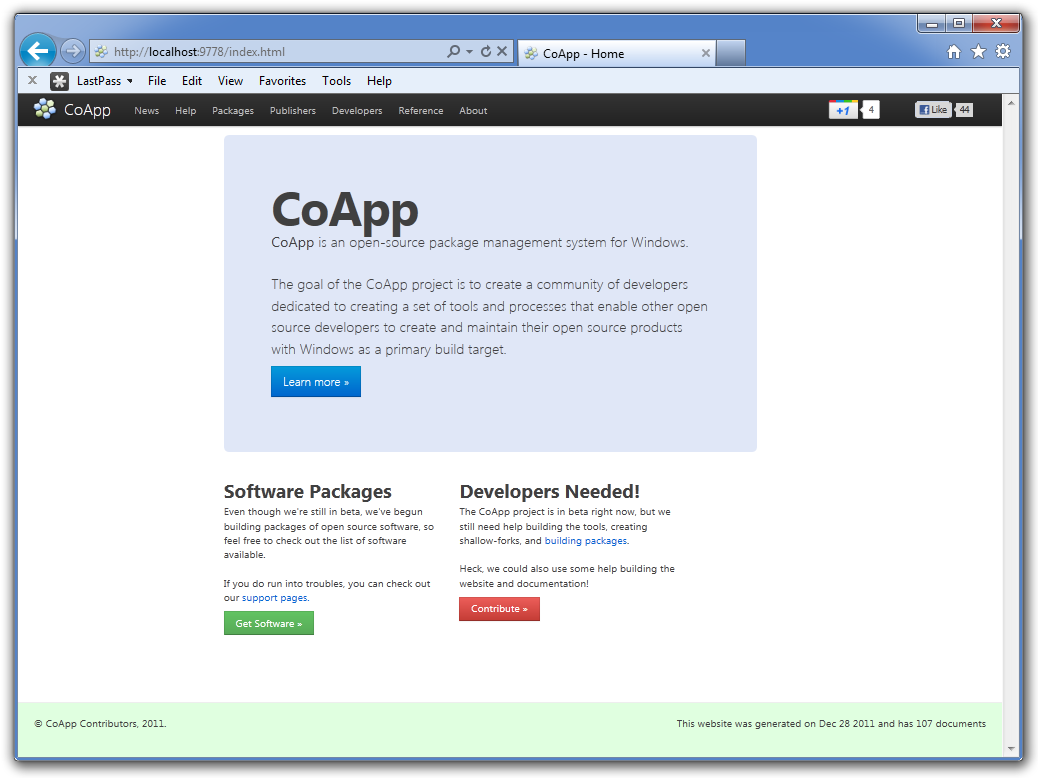 http://localhost:9778/index.html
CoApp - Home
LastPass File Edit View Favorites Tools Help
CoApp News Help Packages Publishers Developers Reference About +1 4 Like 44
CoApp
CoApp is an open-source package management system for Windows.
The goal of the CoApp project is to create a community of developers
dedicated to creating a set of tools and processes that enable other open
source developers to create and maintain their open source products
with Windows as a primary build target.
Learn more »
Software Packages
Even though we're still in beta, we've begun
building packages of open source software, so
feel free to check out the list of software
available.
If you do run into troubles, you can check out
our support pages.
Get Software »
Developers Needed!
The CoApp project is in beta right now, but we
still need help building the tools, creating
shallow-forks, and building packages.
Heck, we could also use some help building the
website and documentation!
Contribute »
© CoApp Contributors, 2011.
This website was generated on Dec 28 2011 and has 107 documents